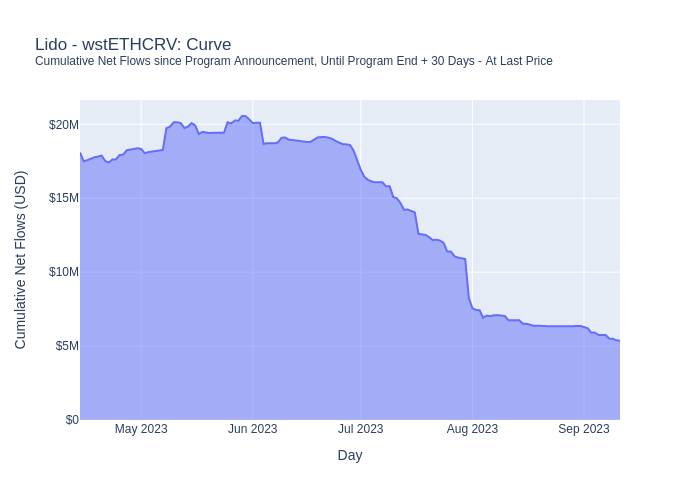 Lido - wstETHCRV: Curve
Cumulative Net Flows since Program Announcement, Until Program End + 30 Days - At Last Price
Cumulative Net Flows (USD)
$20M
$15M
$10M
$5M
$0
May 2023
Jun 2023
Jul 2023
Aug 2023
Sep 2023
Day